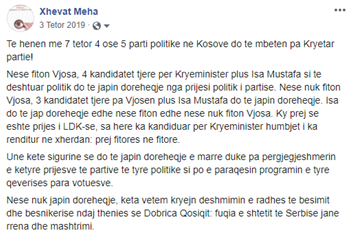 Xhevat Meha
3 Tetor 2019 ·
Te henen me 7 tetor 4 ose 5 parti politike ne Kosove do te mbeten pa Kryetar
partie!
Nese fiton Vjosa, 4 kandidatet tjere per Kryeminister plus Isa Mustafa si te
deshtuar politik do te japin doreheqje nga prijesi politik i partise. Nese nuk fiton
Vjosa, 3 kandidatet tjere pa Vjosen plus Isa Mustafa do te japin doreheqje. Isa
do te jap doreheqje edhe nese fiton edhe nese nuk fiton Vjosa. Ky prej se
eshte prijes i LDK-se, sa here ka kandiduar per Kryeminister humbjet i ka
renditur ne xherdan: prej fitores ne fitore.
Une kete sigurine se do te japin doreheqje e marre duke pa pergjegjeshmerin
e ketyre prijesve te partive te tyre politike si po e paraqesin programin e tyre
qeverises para votuesve.
Nese nuk japin doreheqje, keta vetem kryejn deshmimin e radhes te besimit
dhe besnikerise ndaj thenies se Dobrica Qosiqit: fuqia e shtetit te Serbise jane
rrena dhe mashtrimi.